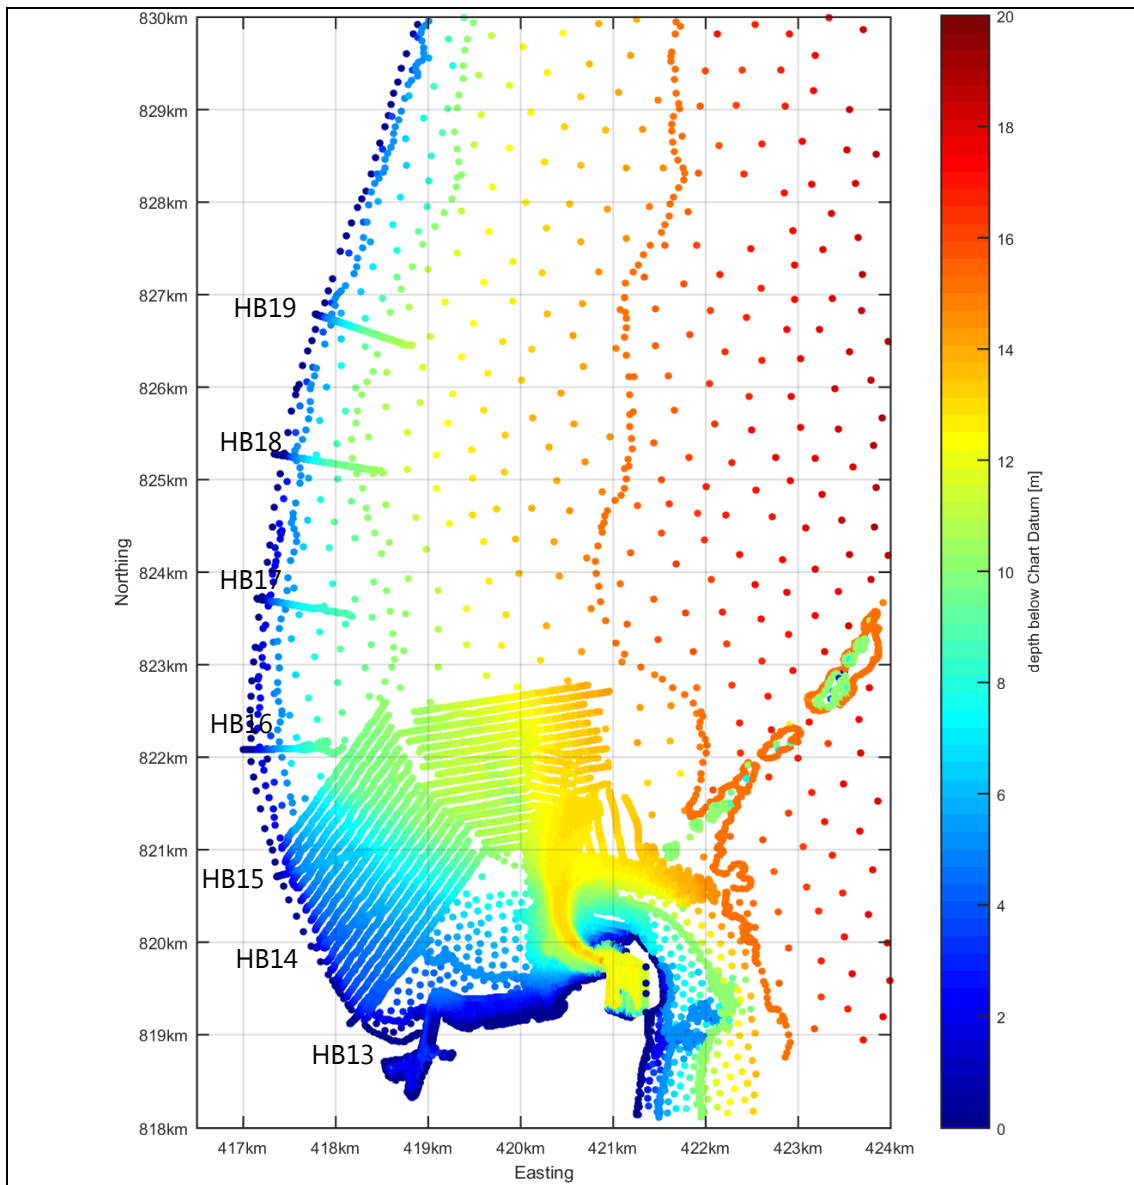 830km
829km
828km
827km
826km
825km
824km
823km
822km
821km
820km
819km
818km
Northing
HB19
HB18
HB17
HB16
HB15
HB14
HB13
417km 418km 419km 420km 421km 422km 423km 424km
Easting
20
18
16
14
12
10
8
6
4
2
0
depth below Chart Datum [m]